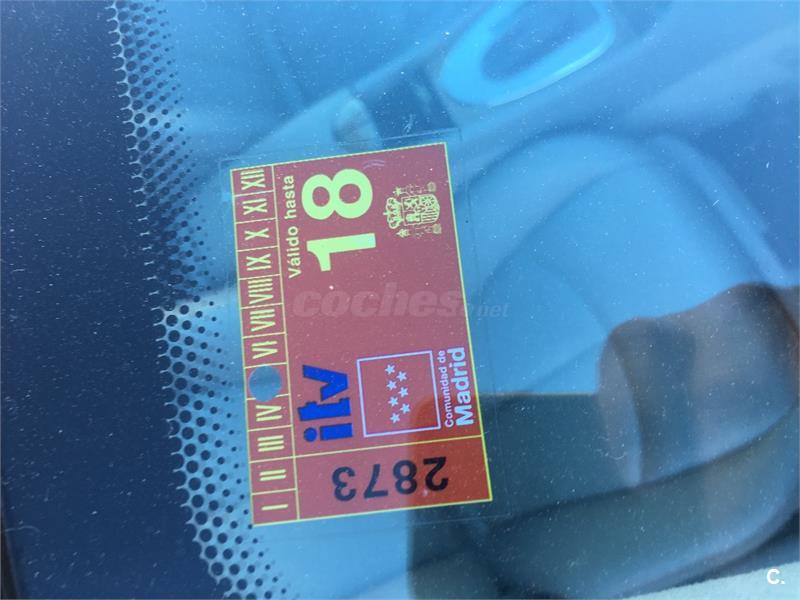 I II III IV VI VII VIII IX X XI XII
Válido hasta
18
itv
Comunidad de
Madrid
2873
coches.net
C.